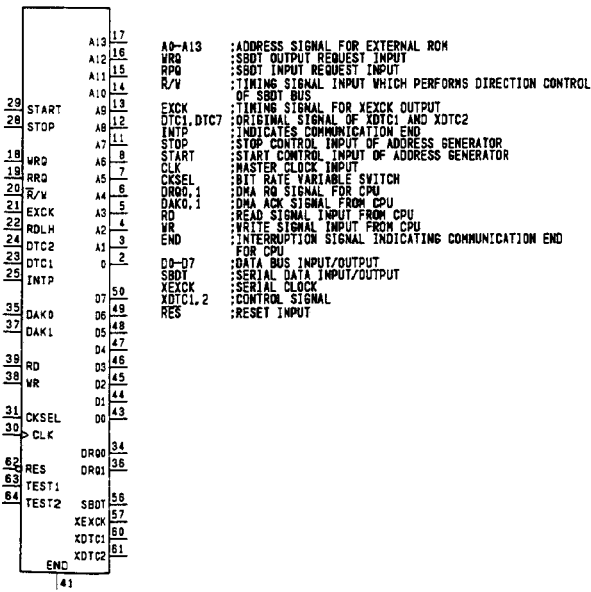 A13 17
A12 16
A11 15
A10 14
29 START A9 13
28 STOP A8 12
A7 11
18 WRQ A6 8
19 RRQ A5 7
20 R/W A4 6
21 EXCK A3 5
22 RDLH A2 4
24 DTC2 A1 3
23 DTC1 0 2
25 INTP
D7 50
35 DAK0 D6 49
37 DAK1 D5 48
D4 47
39 RD D3 46
38 WR D2 45
D1 44
31 CKSEL D0 43
30 CLK
DRQ0 34
62 RES DRQ1 36
63 TEST1
64 TEST2 SBDT 56
XEXCK 57
XDTC1 60
XDTC2 61
END
41
A0-A13 :ADDRESS SIGNAL FOR EXTERNAL ROM
WRQ :SBDT OUTPUT REQUEST INPUT
RPQ :SBDT INPUT REQUEST INPUT
R/W :TIMING SIGNAL INPUT WHICH PERFORMS DIRECTION CONTROL
OF SBDT BUS
EXCK :TIMING SIGNAL FOR XEXCK OUTPUT
DTC1,DTC7 :ORIGINAL SIGNAL OF XDTC1 AND XDTC2
INTP :INDICATES COMMUNICATION END
STOP :STOP CONTROL INPUT OF ADDRESS GENERATOR
START :START CONTROL INPUT OF ADDRESS GENERATOR
CLK :MASTER CLOCK INPUT
CKSEL :BIT RATE VARIABLE SWITCH
DRQ0,1 :DMA RQ SIGNAL FOR CPU
DAK0,1 :DMA ACK SIGNAL FROM CPU
RD :READ SIGNAL INPUT FROM CPU
WR :WRITE SIGNAL INPUT FROM CPU
END :INTERRUPTION SIGNAL INDICATING COMMUNICATION END
FOR CPU
D0-D7 :DATA BUS INPUT/OUTPUT
SBDT :SERIAL DATA INPUT/OUTPUT
XEXCK :SERIAL CLOCK
XDTC1,2 :CONTROL SIGNAL
RES :RESET INPUT